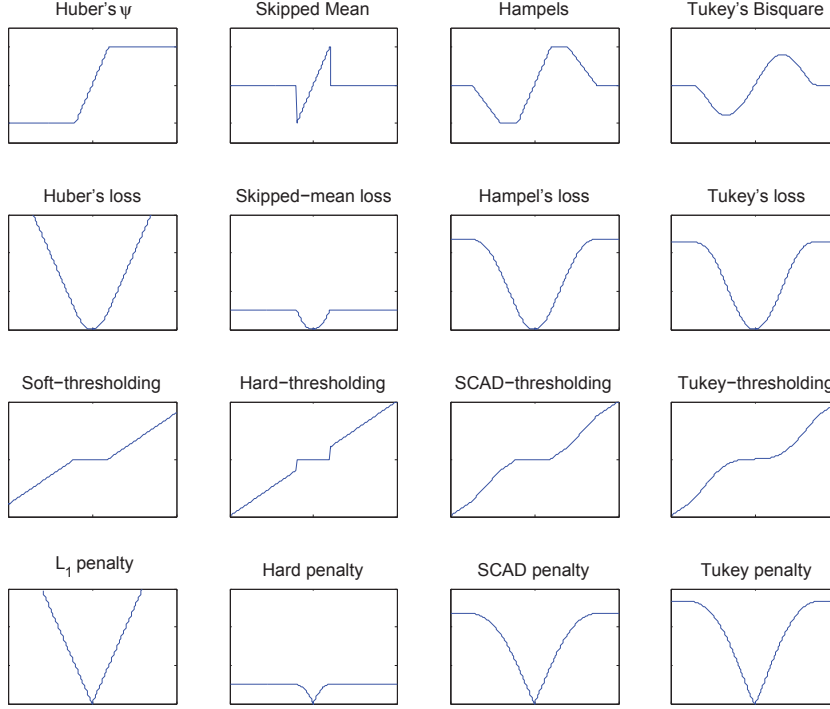 Huber's ψ
Skipped Mean
Hampels
Tukey's Bisquare
Huber's loss
Skipped−mean loss
Hampel's loss
Tukey's loss
Soft−thresholding
Hard−thresholding
SCAD−thresholding
Tukey−thresholding
L₁ penalty
Hard penalty
SCAD penalty
Tukey penalty